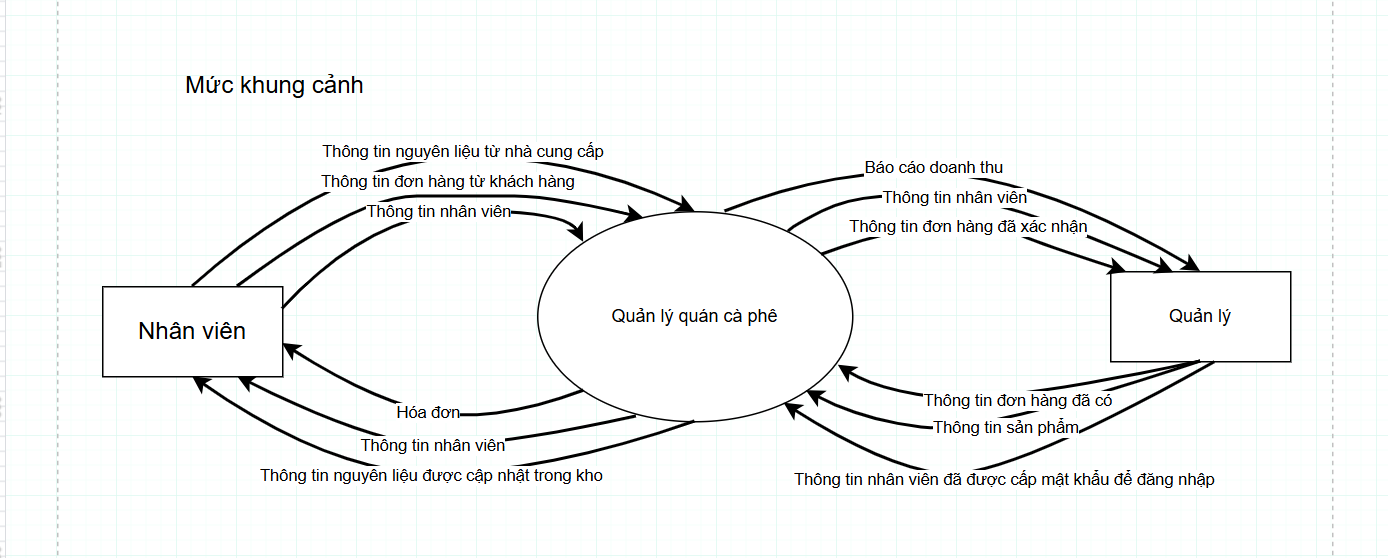 Mức khung cảnh
Thông tin nguyên liệu từ nhà cung cấp
Thông tin đơn hàng từ khách hàng
Thông tin nhân viên
Báo cáo doanh thu
Thông tin nhân viên
Thông tin đơn hàng đã xác nhận
Nhân viên
Quản lý quán cà phê
Quản lý
Hóa đơn
Thông tin nhân viên
Thông tin nguyên liệu được cập nhật trong kho
Thông tin đơn hàng đã có
Thông tin sản phẩm
Thông tin nhân viên đã được cấp mật khẩu để đăng nhập